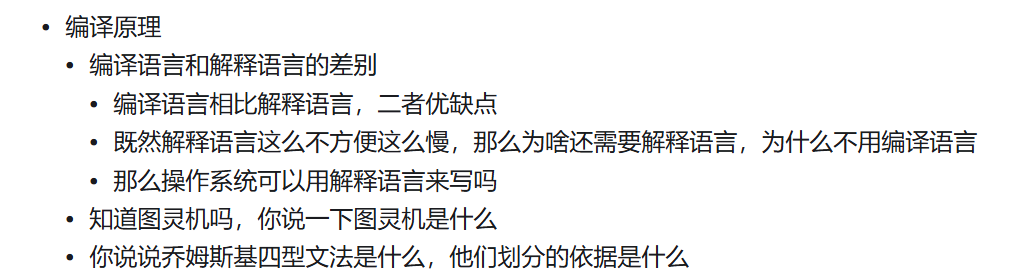 • 编译原理
• 编译语言和解释语言的差别
• 编译语言相比解释语言，二者优缺点
• 既然解释语言这么不方便这么慢，那么为啥还需要解释语言，为什么不用编译语言
• 那么操作系统可以用解释语言来写吗
• 知道图灵机吗，你说一下图灵机是什么
• 你说说乔姆斯基四型文法是什么，他们划分的依据是什么